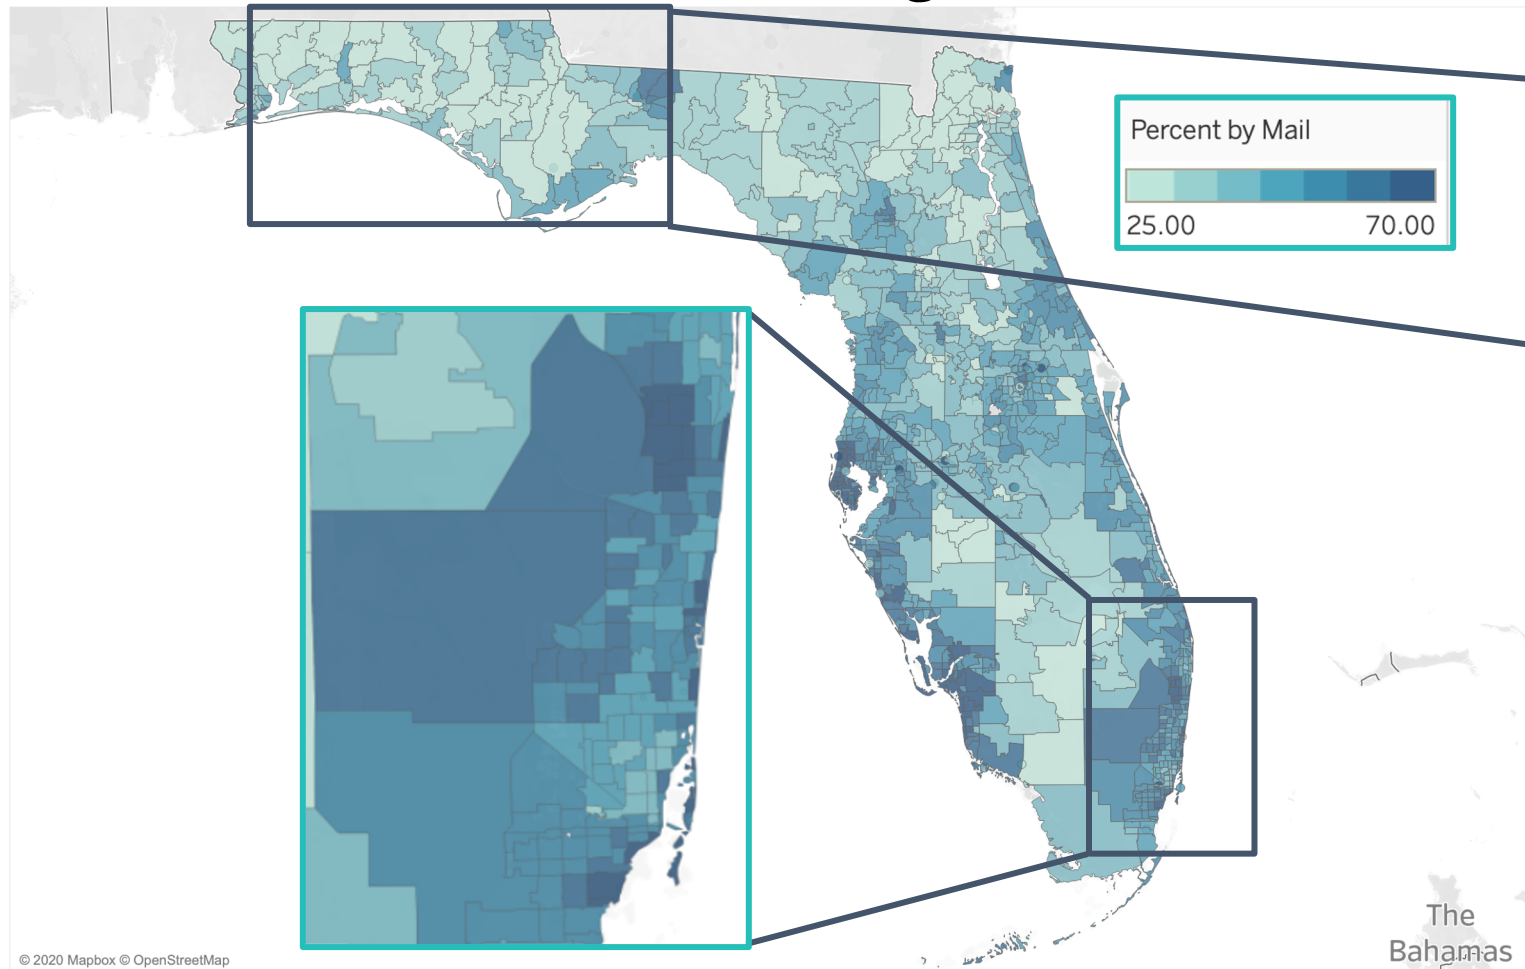 Percent by Mail
25.00 70.00
The
Bahamas
© 2020 Mapbox © OpenStreetMap